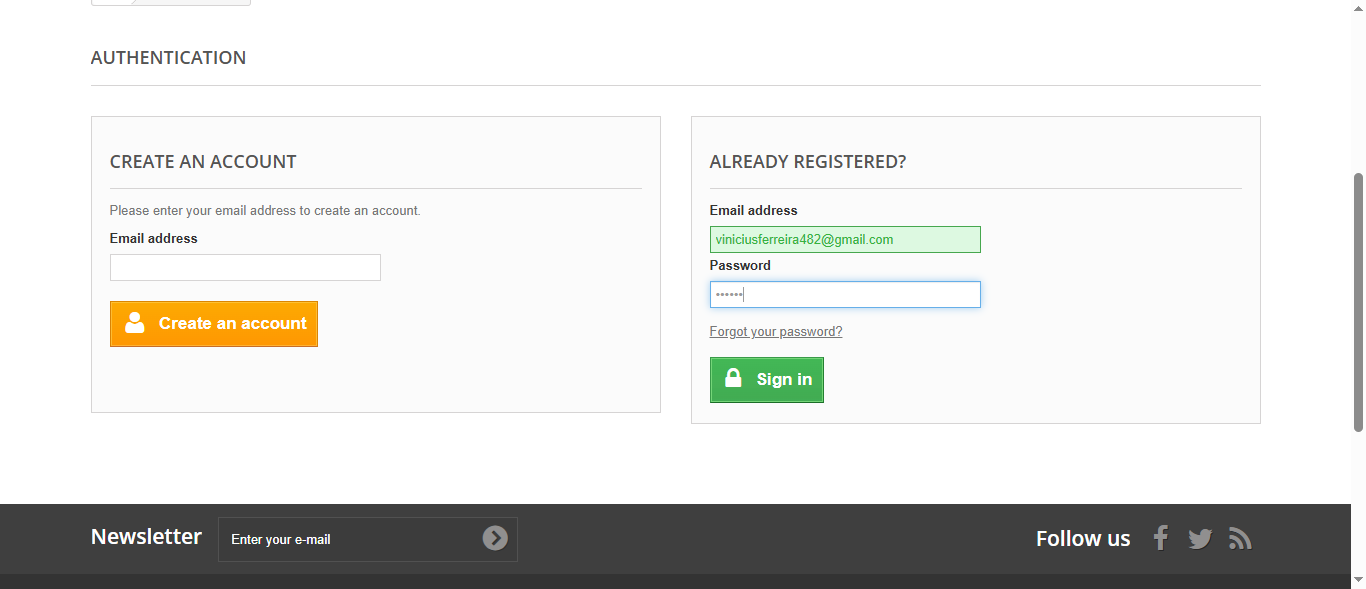 AUTHENTICATION
CREATE AN ACCOUNT
Please enter your email address to create an account.
Email address
Create an account
ALREADY REGISTERED?
Email address
viniciusferreira482@gmail.com
Password
••••••
Forgot your password?
Sign in
Newsletter
Enter your e-mail
Follow us